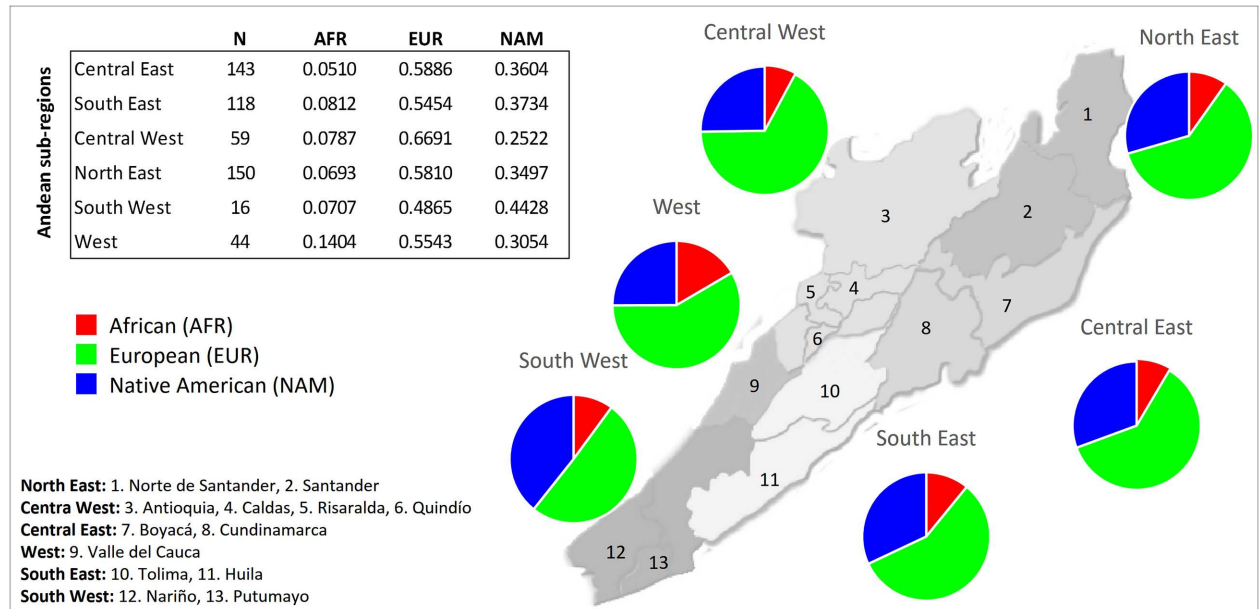 Andean sub-regions
N AFR EUR NAM
Central East 143 0.0510 0.5886 0.3604
South East 118 0.0812 0.5454 0.3734
Central West 59 0.0787 0.6691 0.2522
North East 150 0.0693 0.5810 0.3497
South West 16 0.0707 0.4865 0.4428
West 44 0.1404 0.5543 0.3054
African (AFR)
European (EUR)
Native American (NAM)
Central West
North East
West
South West
Central East
South East
1
2
3
4
5
6
7
8
9
10
11
12
13
North East: 1. Norte de Santander, 2. Santander
Centra West: 3. Antioquia, 4. Caldas, 5. Risaralda, 6. Quindío
Central East: 7. Boyacá, 8. Cundinamarca
West: 9. Valle del Cauca
South East: 10. Tolima, 11. Huila
South West: 12. Nariño, 13. Putumayo